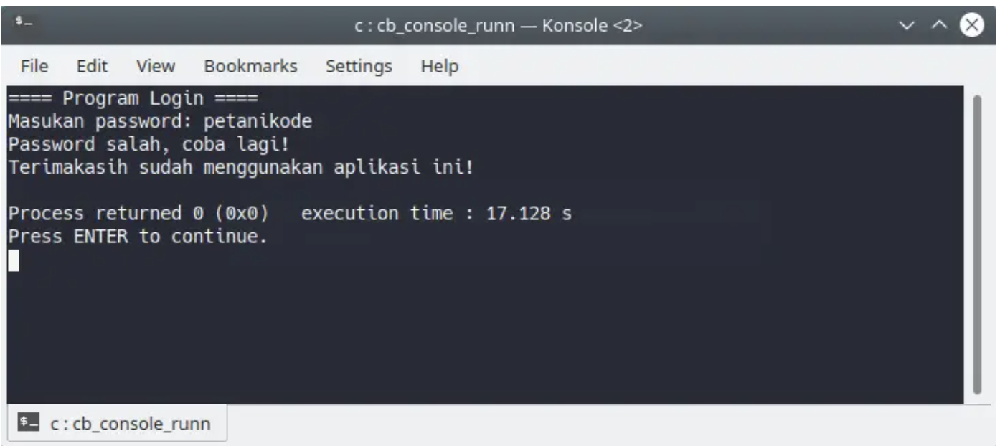 c : cb_console_runn — Konsole <2>
File Edit View Bookmarks Settings Help
==== Program Login ====
Masukan password: petanikode
Password salah, coba lagi!
Terimakasih sudah menggunakan aplikasi ini!
Process returned 0 (0x0)   execution time : 17.128 s
Press ENTER to continue.
c : cb_console_runn